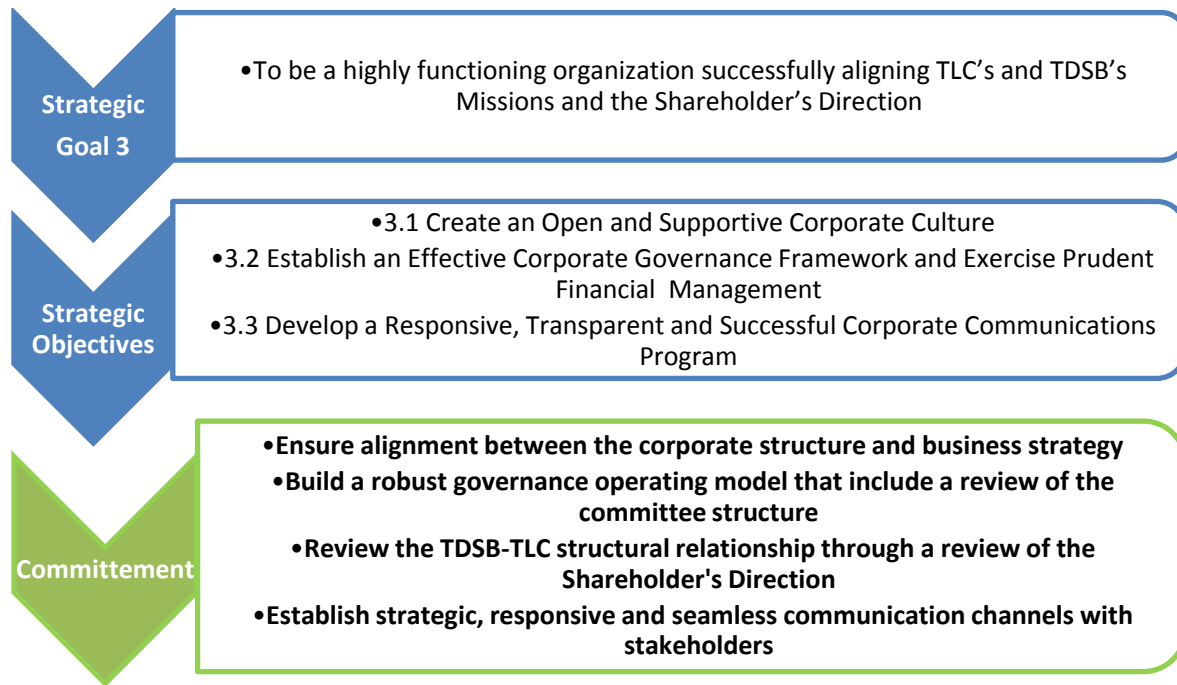 Strategic
Goal 3
•To be a highly functioning organization successfully aligning TLC’s and TDSB’s
Missions and the Shareholder’s Direction
Strategic
Objectives
•3.1 Create an Open and Supportive Corporate Culture
•3.2 Establish an Effective Corporate Governance Framework and Exercise Prudent
Financial  Management
•3.3 Develop a Responsive, Transparent and Successful Corporate Communications
Program
Committement
•Ensure alignment between the corporate structure and business strategy
•Build a robust governance operating model that include a review of the
committee structure
•Review the TDSB-TLC structural relationship through a review of the
Shareholder's Direction
•Establish strategic, responsive and seamless communication channels with
stakeholders